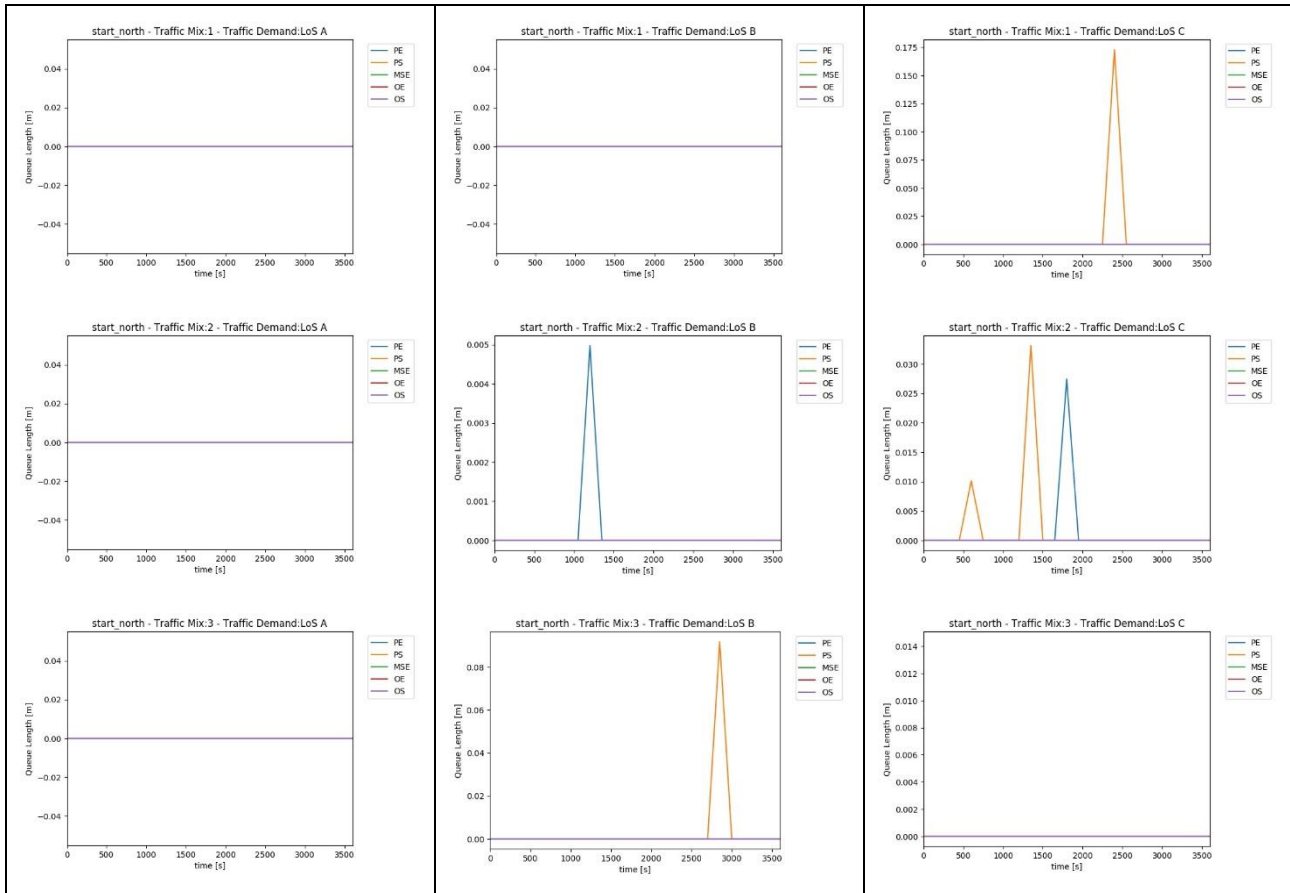 start_north - Traffic Mix:1 - Traffic Demand:LoS A
PE
PS
MSE
OE
OS
0.04
0.02
0.00
−0.02
−0.04
Queue Length [m]
0 500 1000 1500 2000 2500 3000 3500
time [s]
start_north - Traffic Mix:1 - Traffic Demand:LoS B
PE
PS
MSE
OE
OS
0.04
0.02
0.00
−0.02
−0.04
Queue Length [m]
0 500 1000 1500 2000 2500 3000 3500
time [s]
start_north - Traffic Mix:1 - Traffic Demand:LoS C
PE
PS
MSE
OE
OS
0.175
0.150
0.125
0.100
0.075
0.050
0.025
0.000
Queue Length [m]
0 500 1000 1500 2000 2500 3000 3500
time [s]
start_north - Traffic Mix:2 - Traffic Demand:LoS A
PE
PS
MSE
OE
OS
0.04
0.02
0.00
−0.02
−0.04
Queue Length [m]
0 500 1000 1500 2000 2500 3000 3500
time [s]
start_north - Traffic Mix:2 - Traffic Demand:LoS B
PE
PS
MSE
OE
OS
0.005
0.004
0.003
0.002
0.001
0.000
Queue Length [m]
0 500 1000 1500 2000 2500 3000 3500
time [s]
start_north - Traffic Mix:2 - Traffic Demand:LoS C
PE
PS
MSE
OE
OS
0.030
0.025
0.020
0.015
0.010
0.005
0.000
Queue Length [m]
0 500 1000 1500 2000 2500 3000 3500
time [s]
start_north - Traffic Mix:3 - Traffic Demand:LoS A
PE
PS
MSE
OE
OS
0.04
0.02
0.00
−0.02
−0.04
Queue Length [m]
0 500 1000 1500 2000 2500 3000 3500
time [s]
start_north - Traffic Mix:3 - Traffic Demand:LoS B
PE
PS
MSE
OE
OS
0.08
0.06
0.04
0.02
0.00
Queue Length [m]
0 500 1000 1500 2000 2500 3000 3500
time [s]
start_north - Traffic Mix:3 - Traffic Demand:LoS C
PE
PS
MSE
OE
OS
0.014
0.012
0.010
0.008
0.006
0.004
0.002
0.000
Queue Length [m]
0 500 1000 1500 2000 2500 3000 3500
time [s]